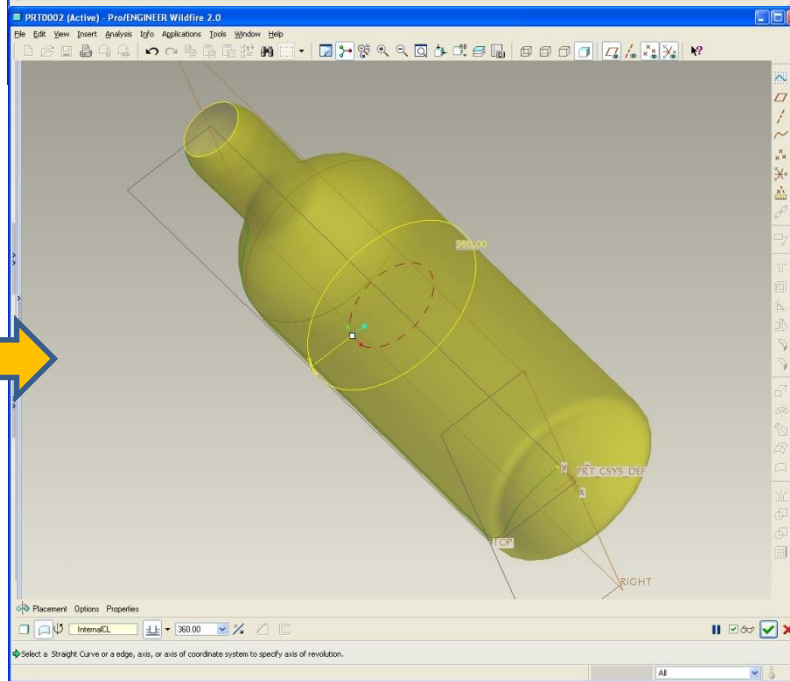 PRT0002 (Active) - Pro/ENGINEER Wildfire 2.0
File Edit View Insert Analysis Info Applications Tools Window Help
360.00
PRT_CSYS_DEF
TOP
RIGHT
Placement Options Properties
InternalCL 360.00
Select a Straight Curve or a edge, axis, or axis of coordinate system to specify axis of revolution.
All